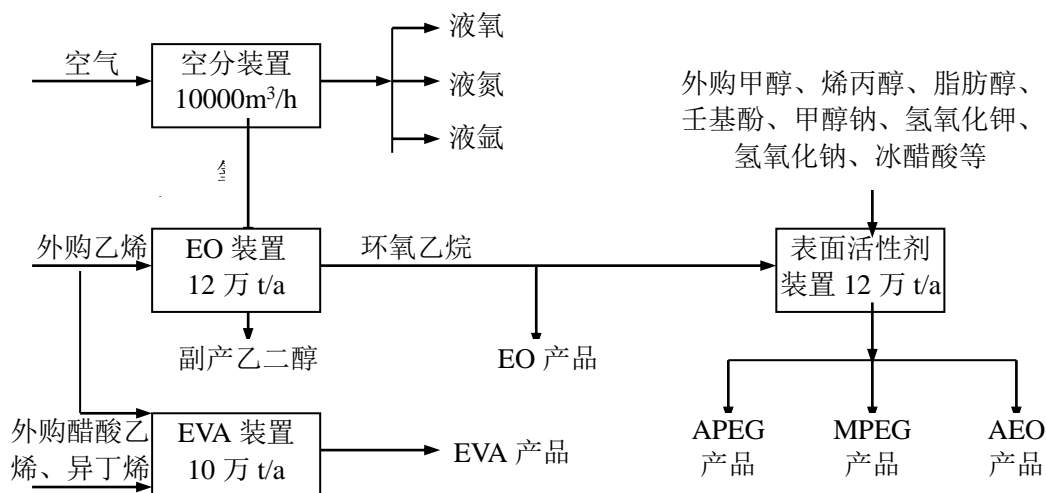 空气
空分装置
10000m³/h
液氧
液氮
液氩
外购甲醇、烯丙醇、脂肪醇、
壬基酚、甲醇钠、氢氧化钾、
氢氧化钠、冰醋酸等
外购乙烯
EO 装置
12 万 t/a
环氧乙烷
表面活性剂
装置 12 万 t/a
副产乙二醇
EO 产品
外购醋酸乙
烯、异丁烯
EVA 装置
10 万 t/a
EVA 产品
APEG
产品
MPEG
产品
AEO
产品